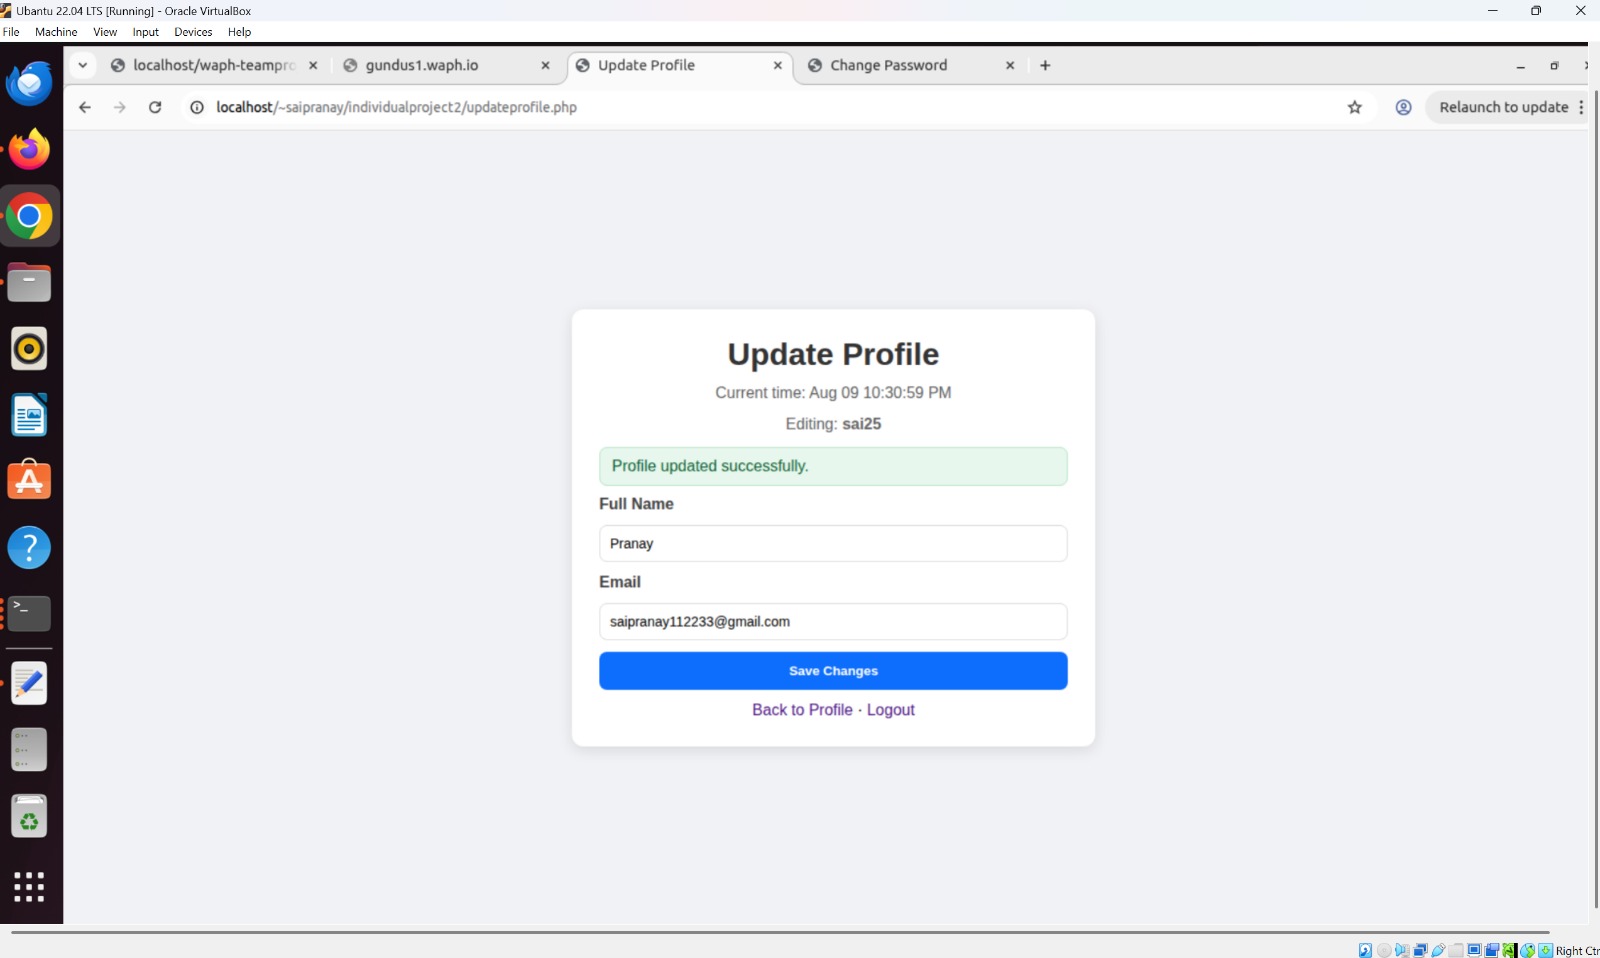 Ubantu 22.04 LTS [Running] - Oracle VirtualBox
File Machine View Input Devices Help
localhost/waph-teampro
gundus1.waph.io
Update Profile
Change Password
localhost/~saipranay/individualproject2/updateprofile.php
Relaunch to update
Update Profile
Current time: Aug 09 10:30:59 PM
Editing: sai25
Profile updated successfully.
Full Name
Pranay
Email
saipranay112233@gmail.com
Save Changes
Back to Profile · Logout
Right Ctr